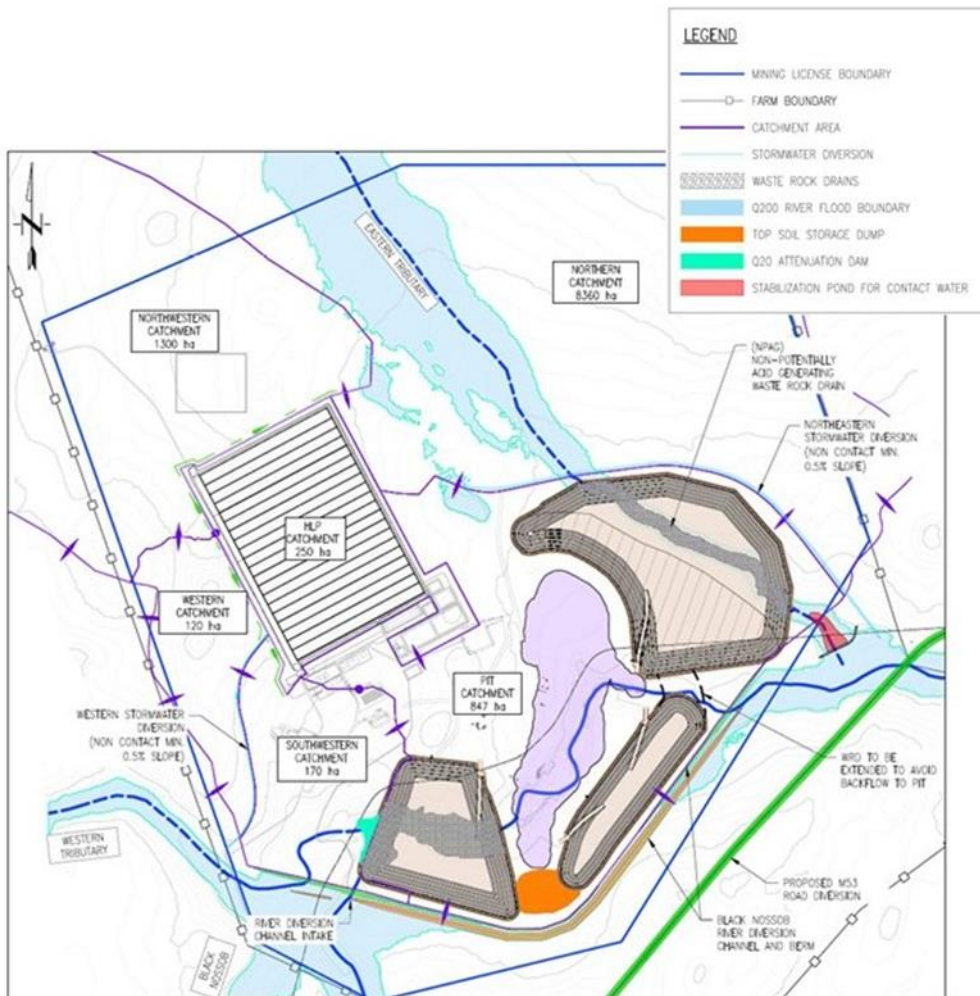 LEGEND
MINING LICENSE BOUNDARY
FARM BOUNDARY
CATCHMENT AREA
STORMWATER DIVERSION
WASTE ROCK DRAINS
Q200 RIVER FLOOD BOUNDARY
TOP SOIL STORAGE DUMP
Q20 ATTENUATION DAM
STABILIZATION POND FOR CONTACT WATER
N
EASTERN TRIBUTARY
NORTHERN
CATCHMENT
8360 ha
NORTHWESTERN
CATCHMENT
1300 ha
(NPAG)
NON-POTENTIALLY
ACID GENERATING
WASTE ROCK DRAIN
NORTHEASTERN
STORMWATER DIVERSION
(NON CONTACT MIN.
0.5% SLOPE)
HLP
CATCHMENT
250 ha
WESTERN
CATCHMENT
120 ha
PIT
CATCHMENT
847 ha
WESTERN STORMWATER
DIVERSION
(NON CONTACT MIN.
0.5% SLOPE)
SOUTHWESTERN
CATCHMENT
170 ha
WRD TO BE
EXTENDED TO AVOID
BACKFLOW TO PIT
WESTERN
TRIBUTARY
PROPOSED M53
ROAD DIVERSION
RIVER DIVERSION
CHANNEL INTAKE
BLACK NOSSOB
RIVER DIVERSION
CHANNEL AND BERM
BLACK
NOSSOB